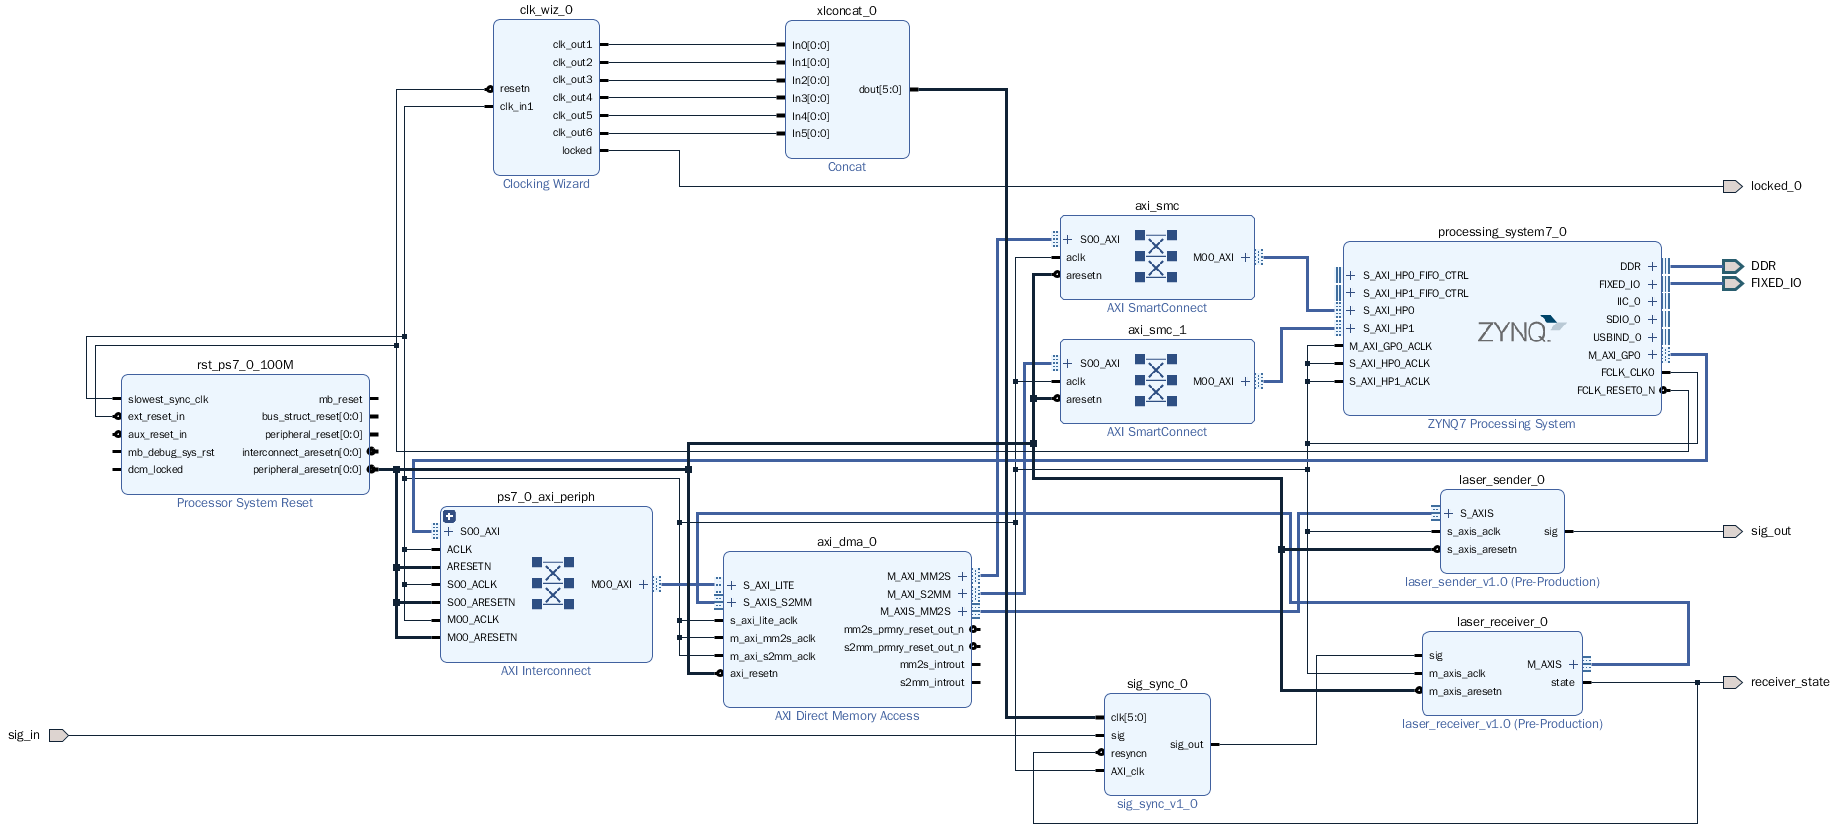 clk_wiz_0
resetn
clk_in1
clk_out1
clk_out2
clk_out3
clk_out4
clk_out5
clk_out6
locked
Clocking Wizard
xlconcat_0
In0[0:0]
In1[0:0]
In2[0:0]
In3[0:0]
In4[0:0]
In5[0:0]
dout[5:0]
Concat
locked_0
axi_smc
S00_AXI
aclk
aresetn
M00_AXI
AXI SmartConnect
axi_smc_1
S00_AXI
aclk
aresetn
M00_AXI
AXI SmartConnect
processing_system7_0
S_AXI_HP0_FIFO_CTRL
S_AXI_HP1_FIFO_CTRL
S_AXI_HP0
S_AXI_HP1
M_AXI_GP0_ACLK
S_AXI_HP0_ACLK
S_AXI_HP1_ACLK
ZYNQ
DDR
FIXED_IO
IIC_0
SDIO_0
USBIND_0
M_AXI_GP0
FCLK_CLK0
FCLK_RESET0_N
ZYNQ7 Processing System
DDR
FIXED_IO
rst_ps7_0_100M
slowest_sync_clk
ext_reset_in
aux_reset_in
mb_debug_sys_rst
dcm_locked
mb_reset
bus_struct_reset[0:0]
peripheral_reset[0:0]
interconnect_aresetn[0:0]
peripheral_aresetn[0:0]
Processor System Reset
ps7_0_axi_periph
S00_AXI
ACLK
ARESETN
S00_ACLK
S00_ARESETN
M00_ACLK
M00_ARESETN
M00_AXI
AXI Interconnect
axi_dma_0
S_AXI_LITE
S_AXIS_S2MM
s_axi_lite_aclk
m_axi_mm2s_aclk
m_axi_s2mm_aclk
axi_resetn
M_AXI_MM2S
M_AXI_S2MM
M_AXIS_MM2S
mm2s_prmry_reset_out_n
s2mm_prmry_reset_out_n
mm2s_introut
s2mm_introut
AXI Direct Memory Access
laser_sender_0
S_AXIS
s_axis_aclk
s_axis_aresetn
sig
laser_sender_v1.0 (Pre-Production)
sig_out
laser_receiver_0
sig
m_axis_aclk
m_axis_aresetn
M_AXIS
state
laser_receiver_v1.0 (Pre-Production)
receiver_state
sig_in
sig_sync_0
clk[5:0]
sig
resyncn
AXI_clk
sig_out
sig_sync_v1_0